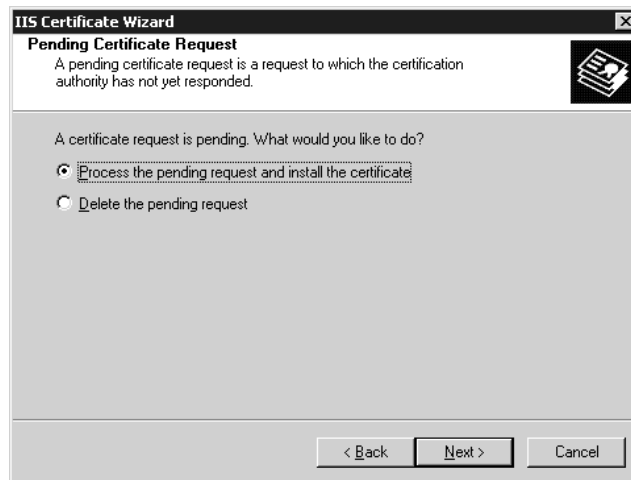 IIS Certificate Wizard
Pending Certificate Request
A pending certificate request is a request to which the certification
authority has not yet responded.
A certificate request is pending. What would you like to do?
Process the pending request and install the certificate
Delete the pending request
< Back
Next >
Cancel